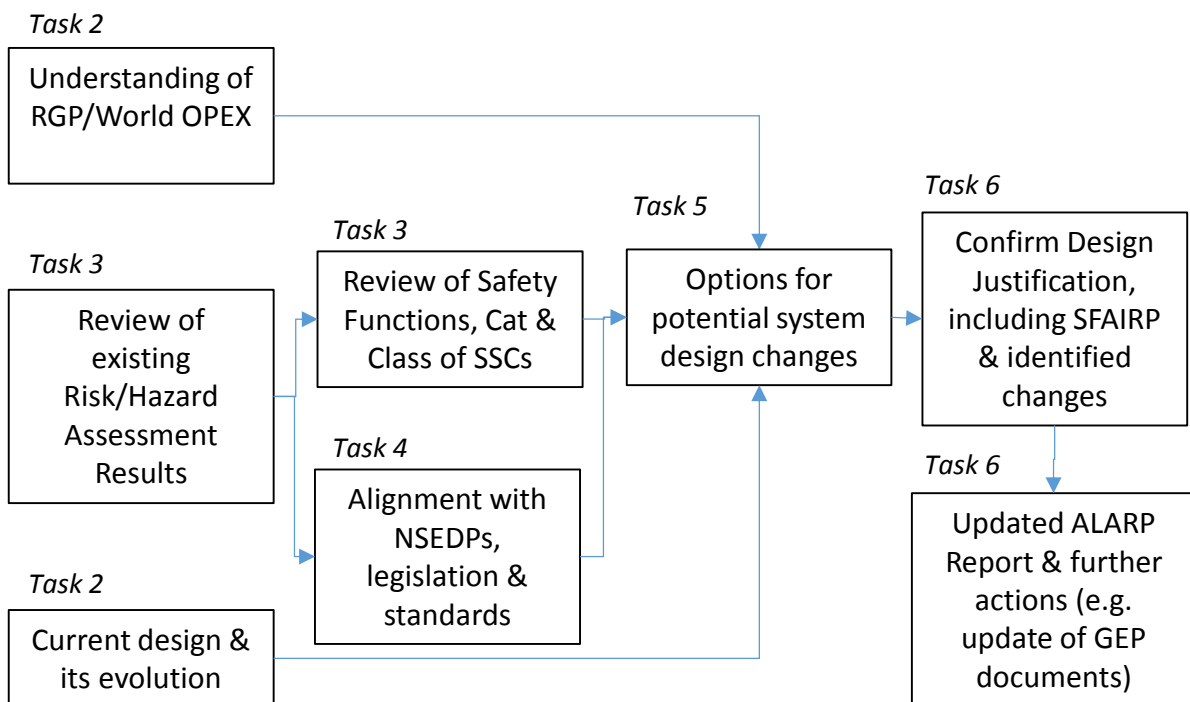 Task 2
Understanding of
RGP/World OPEX
Task 3
Review of
existing
Risk/Hazard
Assessment
Results
Task 2
Current design &
its evolution
Task 3
Review of Safety
Functions, Cat &
Class of SSCs
Task 4
Alignment with
NSEDPs,
legislation &
standards
Task 5
Options for
potential system
design changes
Task 6
Confirm Design
Justification,
including SFAIRP
& identified
changes
Task 6
Updated ALARP
Report & further
actions (e.g.
update of GEP
documents)